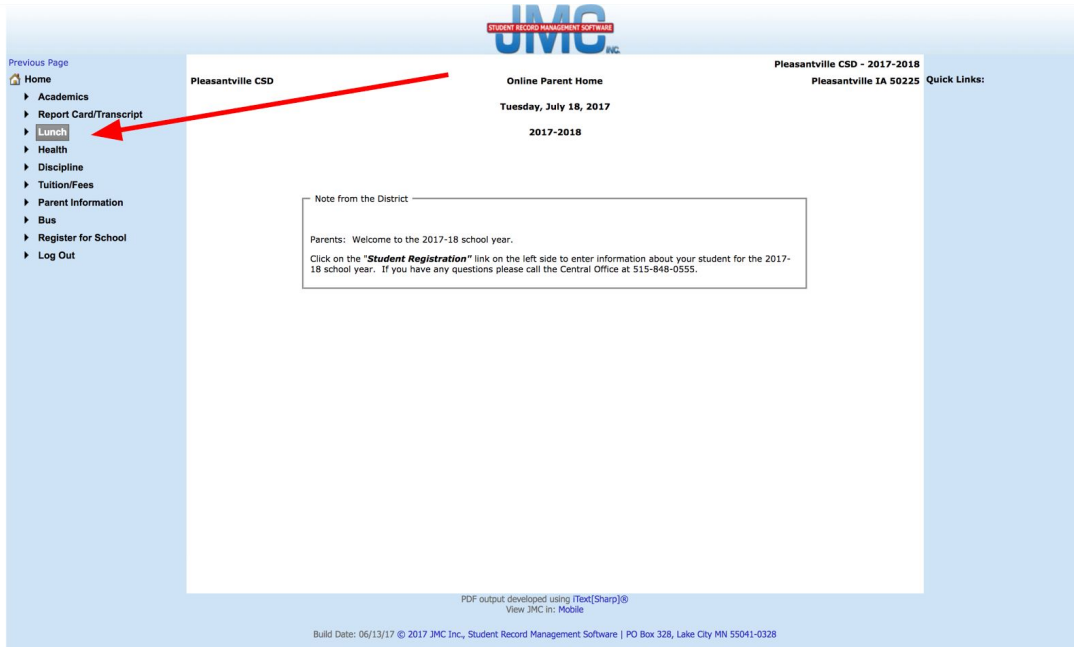 JMC
STUDENT RECORD MANAGEMENT SOFTWARE
INC.
Previous Page
Home
Academics
Report Card/Transcript
Lunch
Health
Discipline
Tuition/Fees
Parent Information
Bus
Register for School
Log Out
Pleasantville CSD - 2017-2018
Pleasantville CSD Online Parent Home Pleasantville IA 50225 Quick Links:
Tuesday, July 18, 2017
2017-2018
Note from the District
Parents: Welcome to the 2017-18 school year.
Click on the "Student Registration" link on the left side to enter information about your student for the 2017-
18 school year. If you have any questions please call the Central Office at 515-848-0555.
PDF output developed using iText[Sharp]®
View JMC in: Mobile
Build Date: 06/13/17 © 2017 JMC Inc., Student Record Management Software | PO Box 328, Lake City MN 55041-0328